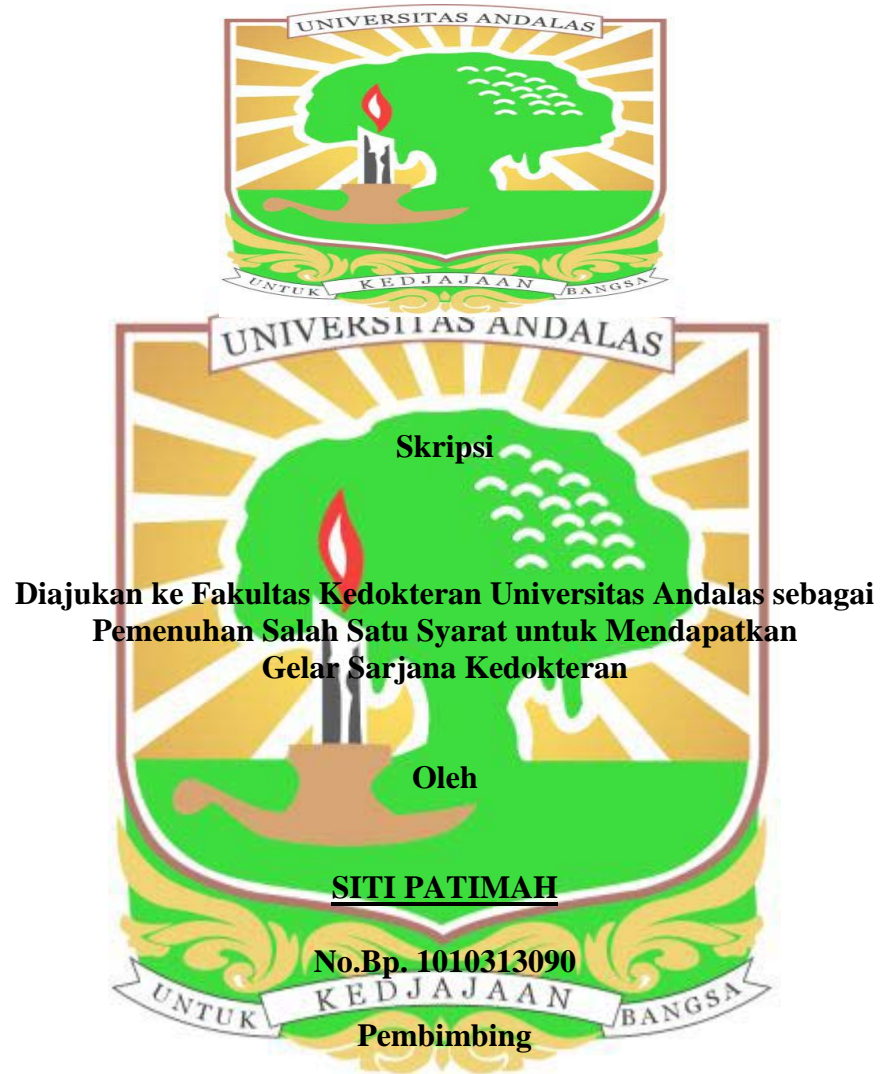 UNIVERSITAS ANDALAS
UNTUK KEDJAJAAN BANGSA
UNIVERSITAS ANDALAS
Skripsi
Diajukan ke Fakultas Kedokteran Universitas Andalas sebagai
Pemenuhan Salah Satu Syarat untuk Mendapatkan
Gelar Sarjana Kedokteran
Oleh
SITI PATIMAH
No.Bp. 1010313090
UNTUK KEDJAJAAN BANGSA
Pembimbing